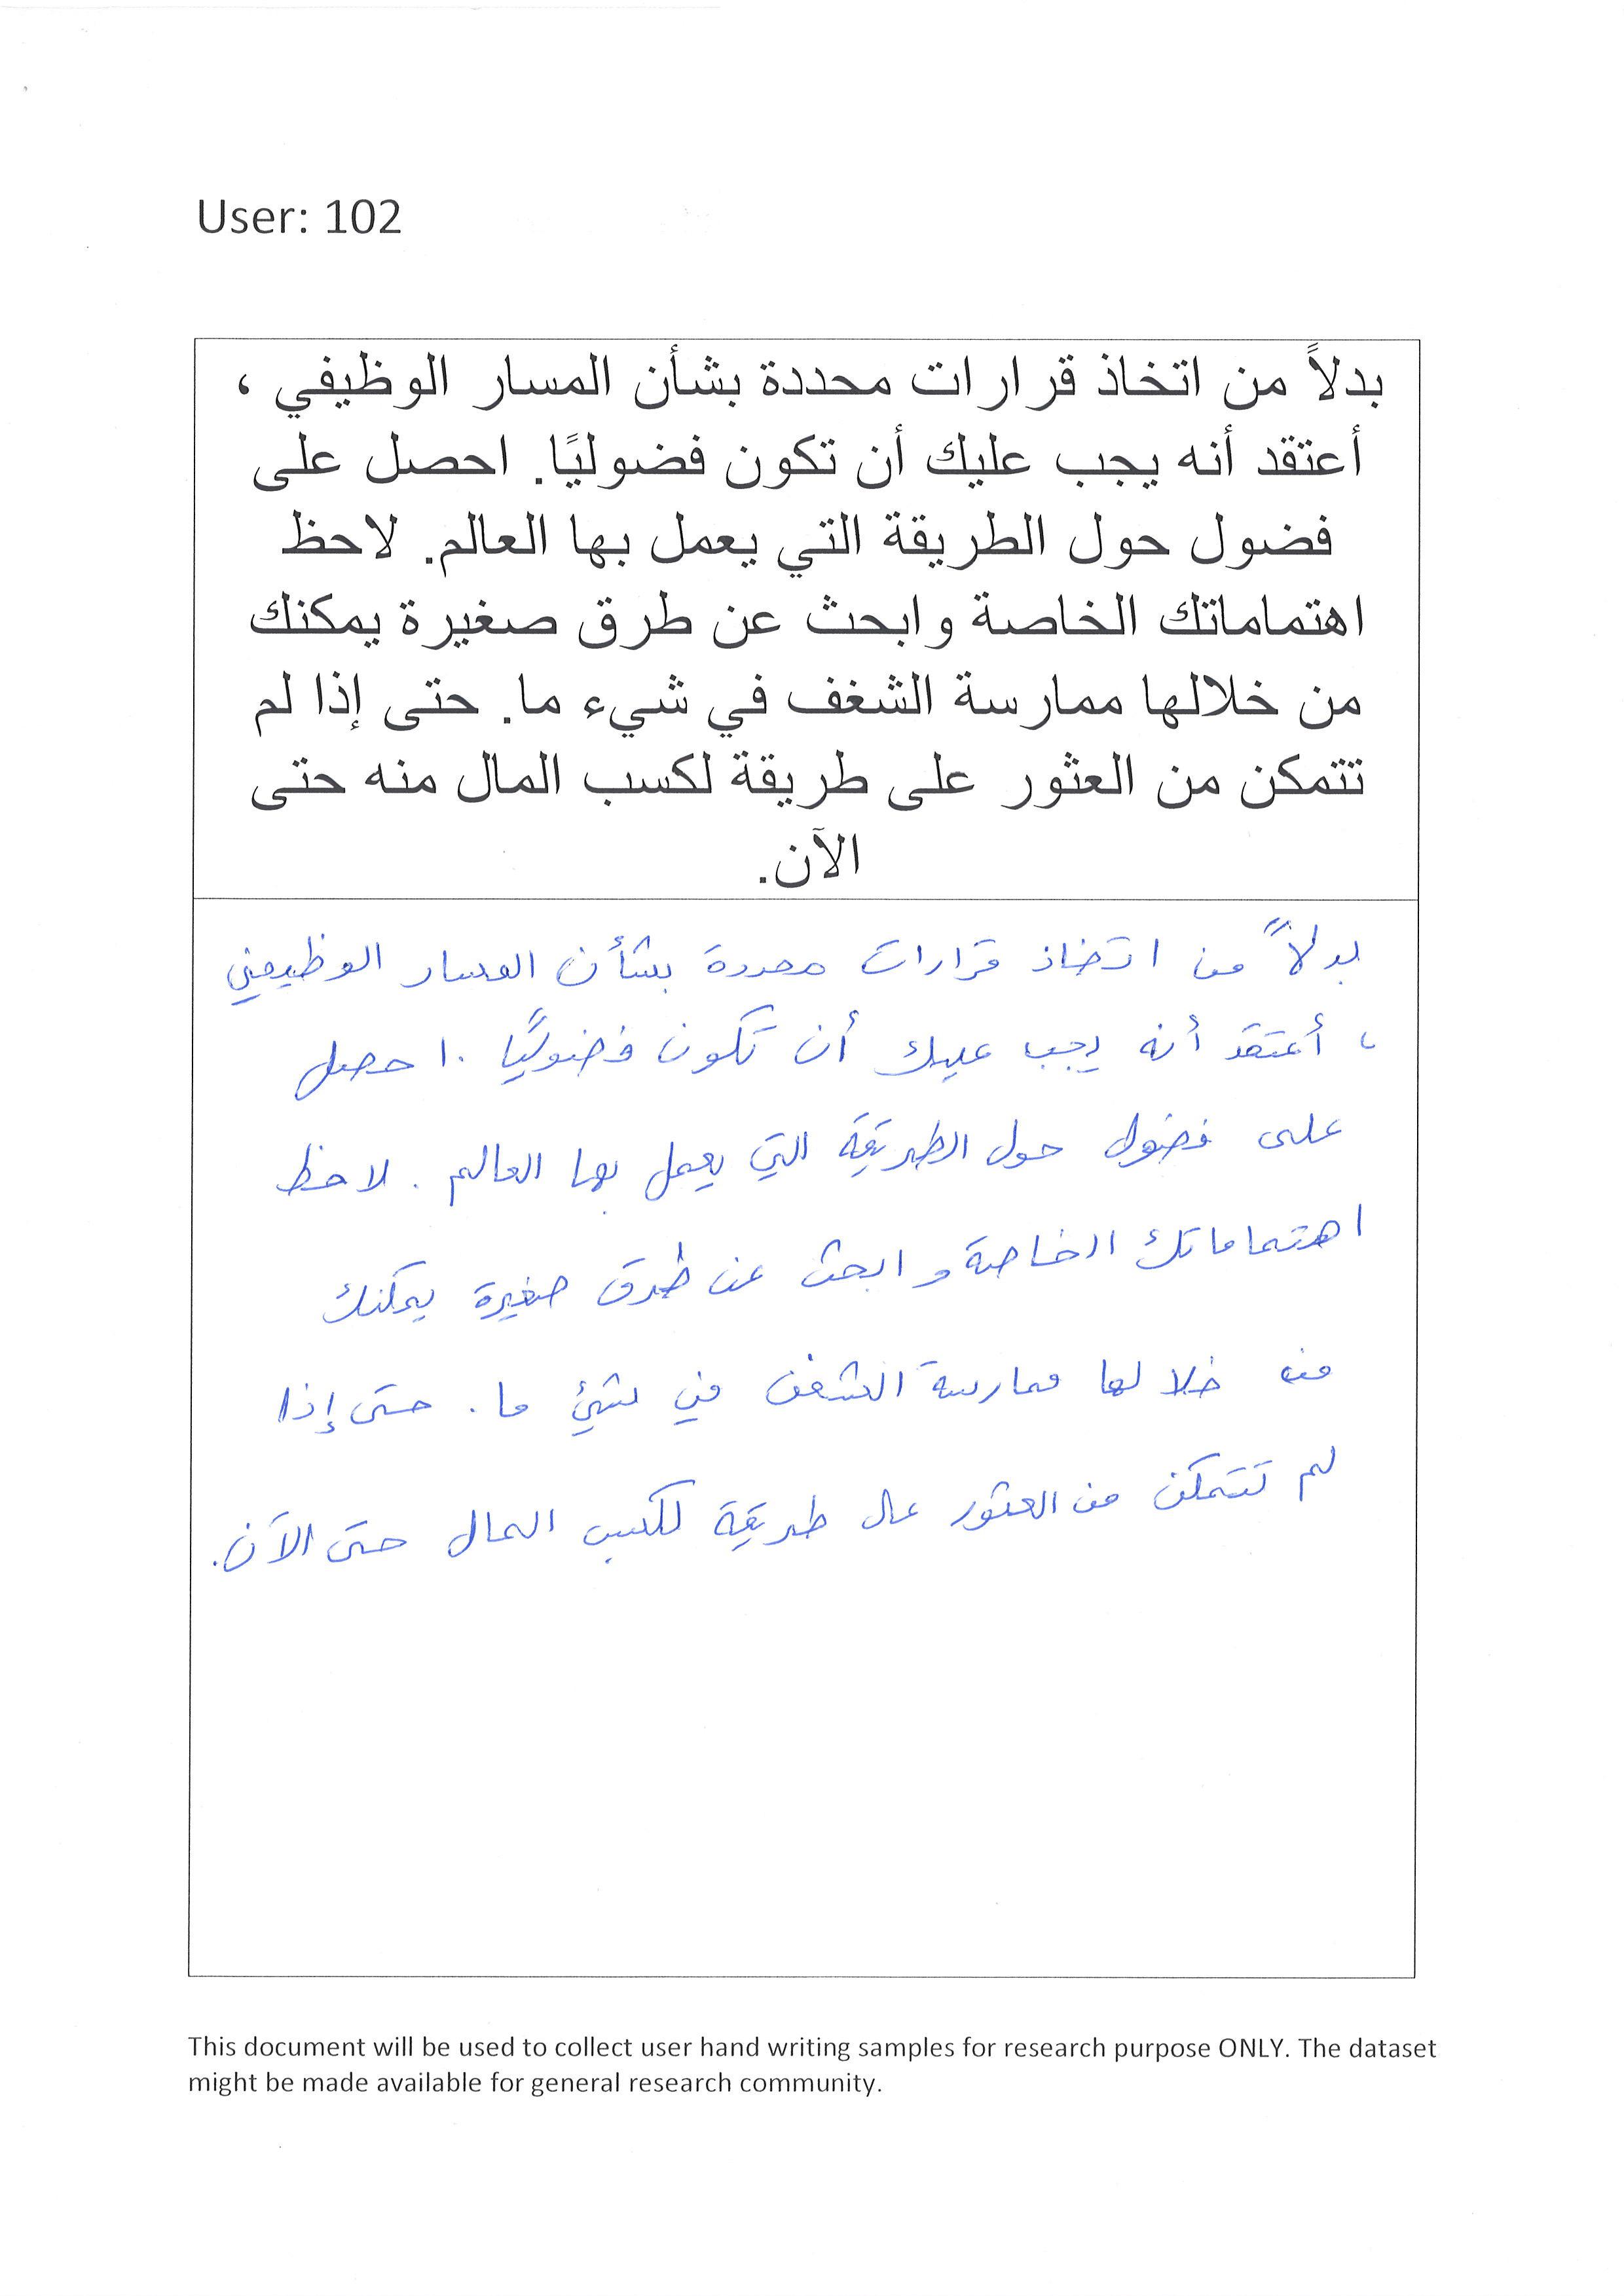 User: 102
بدلاً من اتخاذ قرارات محددة بشأن المسار الوظيفي ،
أعتقد أنه يجب عليك أن تكون فضوليًا. احصل على
فضول حول الطريقة التي يعمل بها العالم. لاحظ
اهتماماتك الخاصة وابحث عن طرق صغيرة يمكنك
من خلالها ممارسة الشغف في شيء ما. حتى إذا لم
تتمكن من العثور على طريقة لكسب المال منه حتى
الآن.
بدلاً من اتخاذ قرارات محددة بشأن المسار الوظيفي
، أعتقد أنه يجب عليك أن تكون فضوليًا . احصل
على فضول حول الطريقة التي يعمل بها العالم . لاحظ
اهتماماتك الخاصة و ابحث عن طرق صغيرة يمكنك
من خلالها ممارسة الشغف في شيئ ما . حتى إذا
لم تتمكن من العثور عال طريقة لكسب المال حتى الآن.
This document will be used to collect user hand writing samples for research purpose ONLY. The dataset
might be made available for general research community.